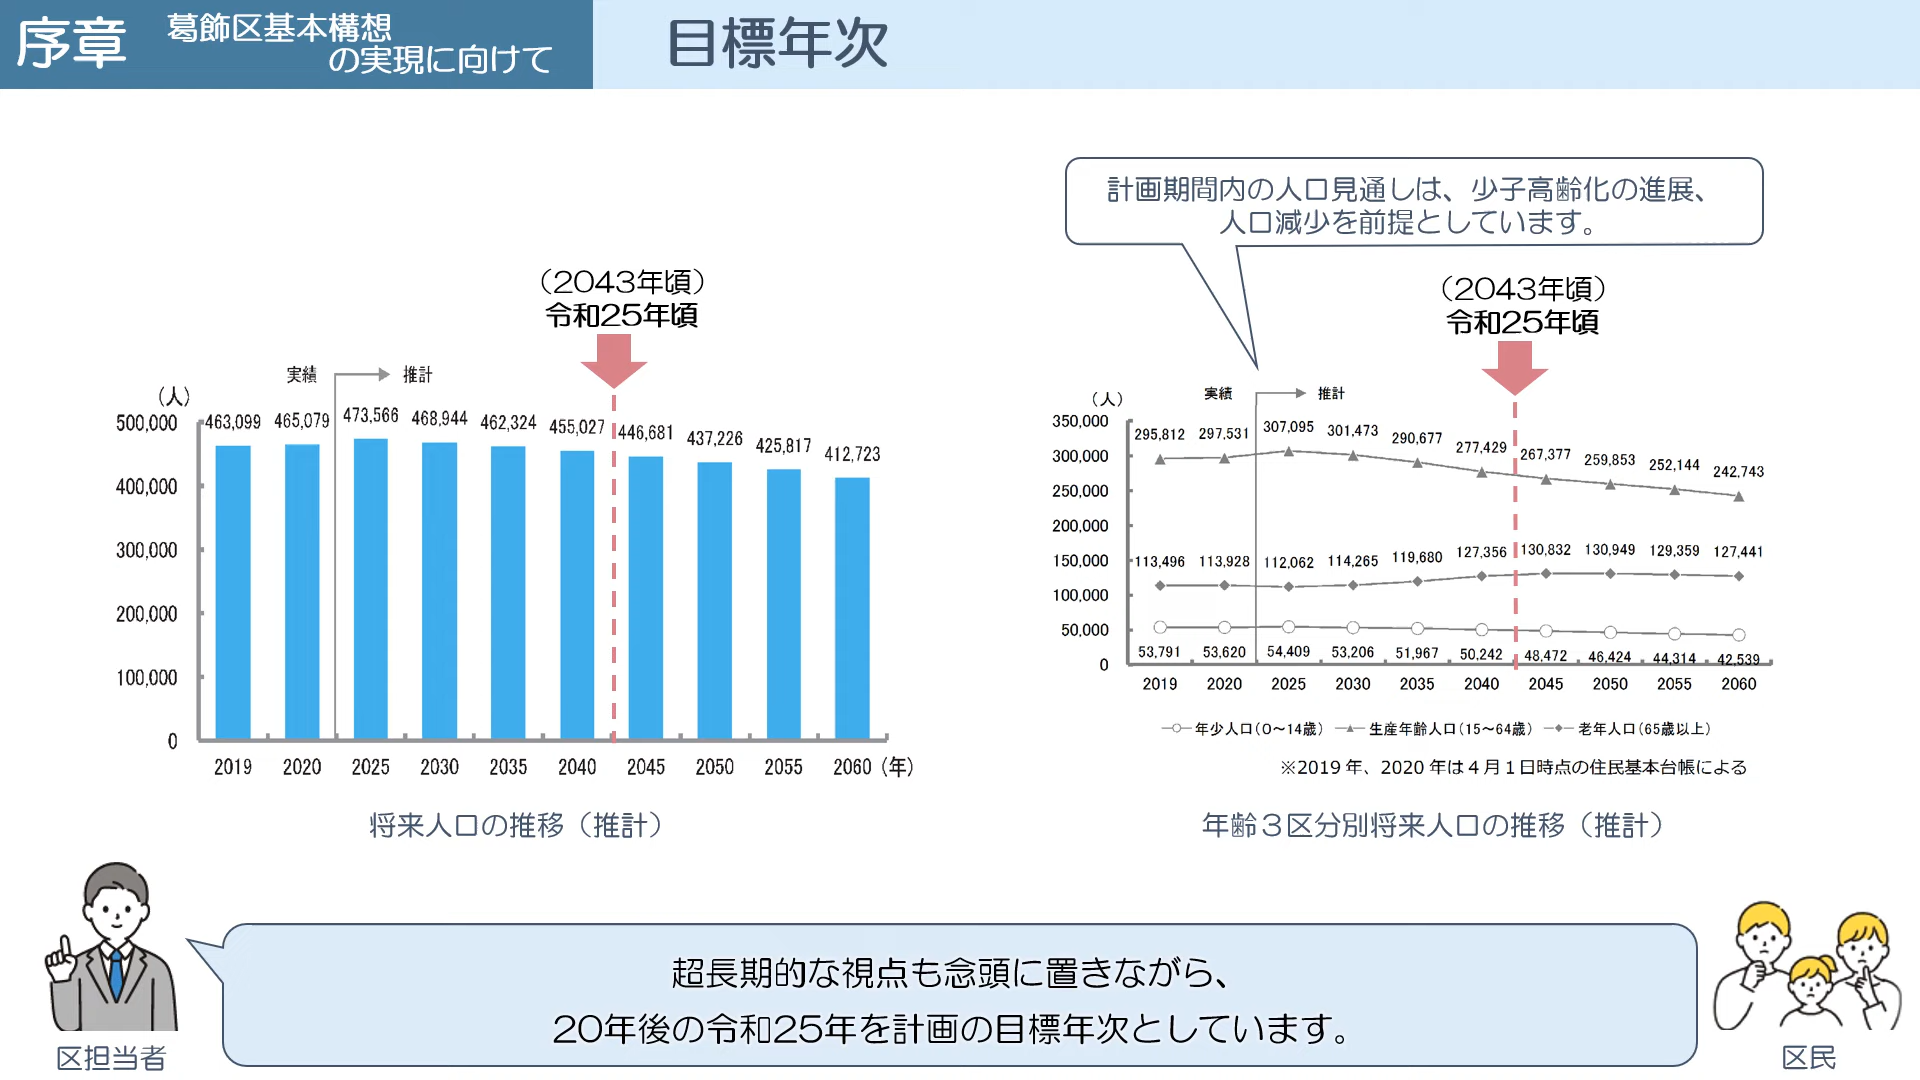 序章
葛飾区基本構想
の実現に向けて
目標年次
計画期間内の人口見通しは、少子高齢化の進展、
人口減少を前提としています。
（2043年頃）
令和25年頃
実績
推計
（人）
500,000
400,000
300,000
200,000
100,000
0
463,099 465,079 473,566 468,944 462,324 455,027 446,681 437,226 425,817 412,723
2019 2020 2025 2030 2035 2040 2045 2050 2055 2060（年）
将来人口の推移（推計）
（2043年頃）
令和25年頃
実績
推計
（人）
350,000
300,000
250,000
200,000
150,000
100,000
50,000
0
295,812 297,531 307,095 301,473 290,677 277,429 267,377 259,853 252,144 242,743
113,496 113,928 112,062 114,265 119,680 127,356 130,832 130,949 129,359 127,441
53,791 53,620 54,409 53,206 51,967 50,242 48,472 46,424 44,314 42,539
2019 2020 2025 2030 2035 2040 2045 2050 2055 2060
年少人口（0～14歳） 生産年齢人口（15～64歳） 老年人口（65歳以上）
※2019年、2020年は4月1日時点の住民基本台帳による
年齢3区分別将来人口の推移（推計）
超長期的な視点も念頭に置きながら、
20年後の令和25年を計画の目標年次としています。
区担当者
区民